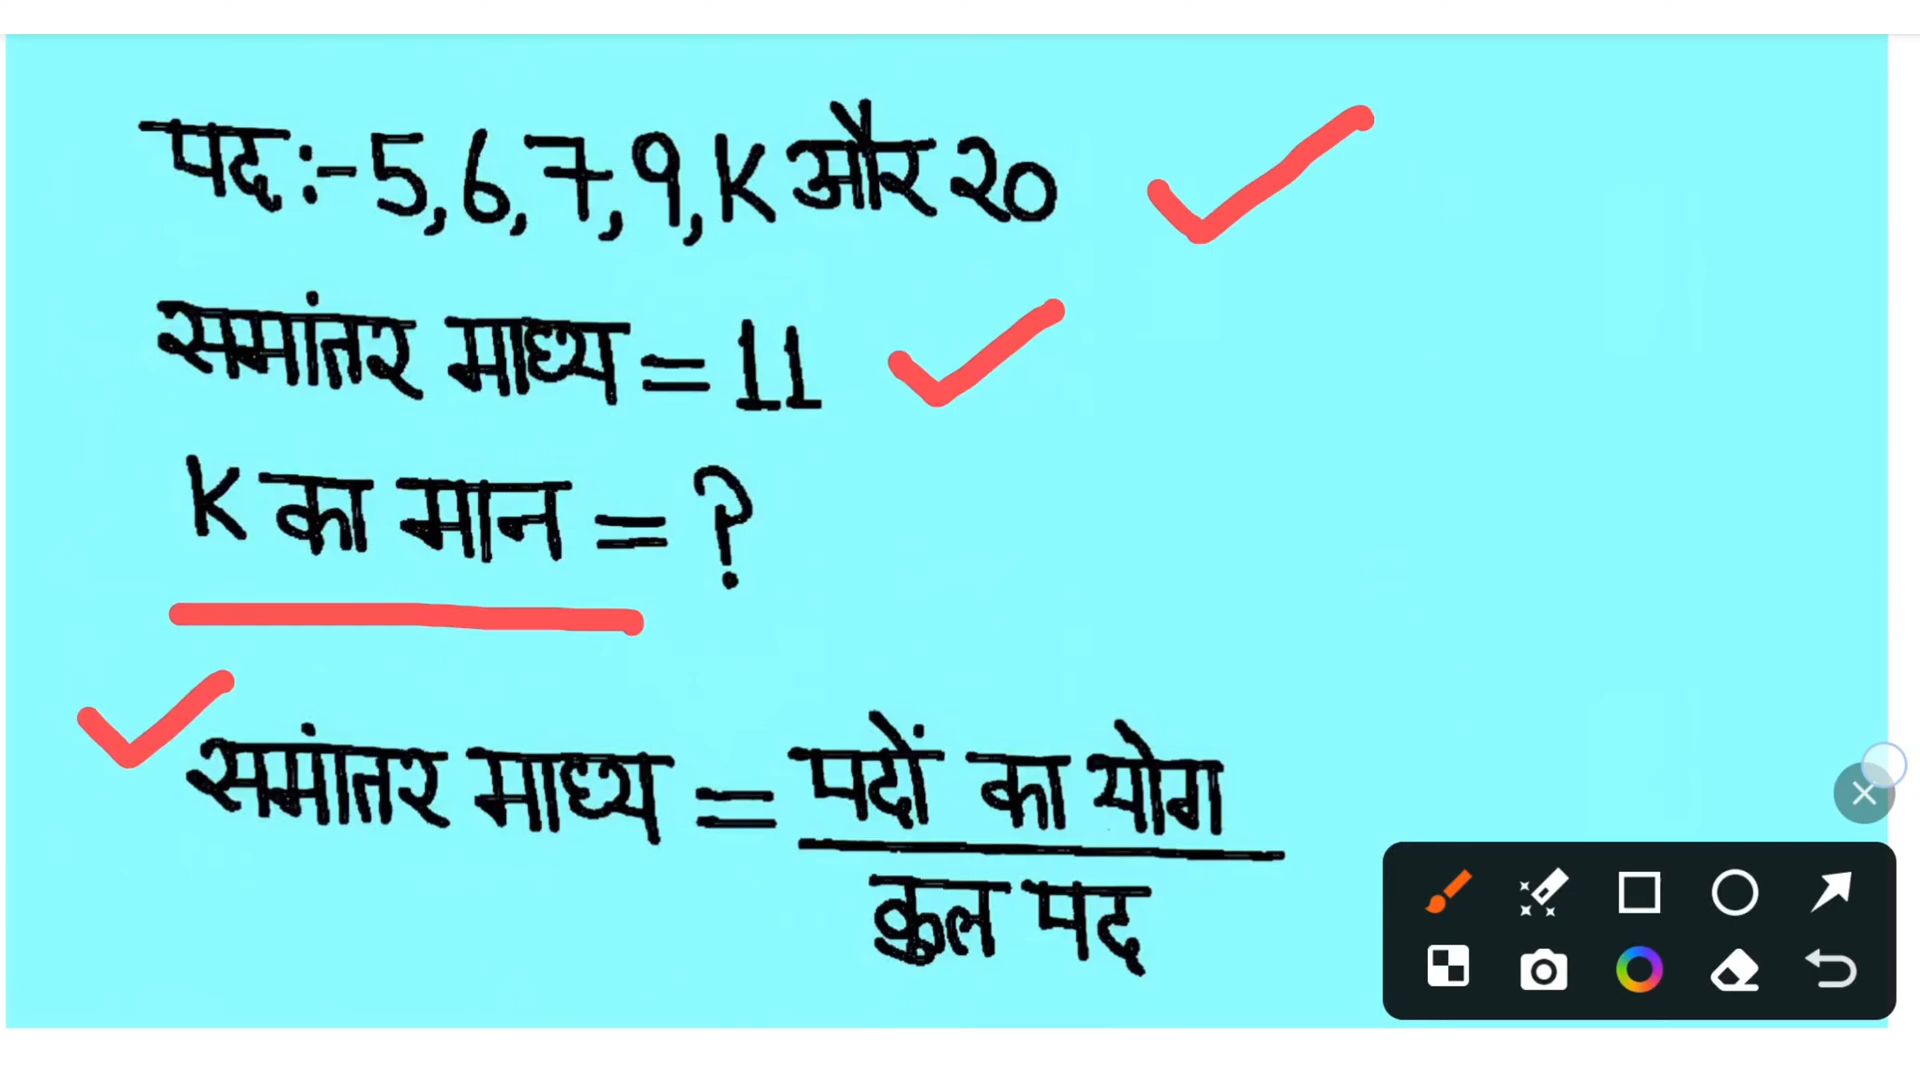 पद:- 5, 6, 7, 9, K और 20
समांतर माध्य = 11
K का मान = ?
समांतर माध्य = पदों का योग
कुल पद